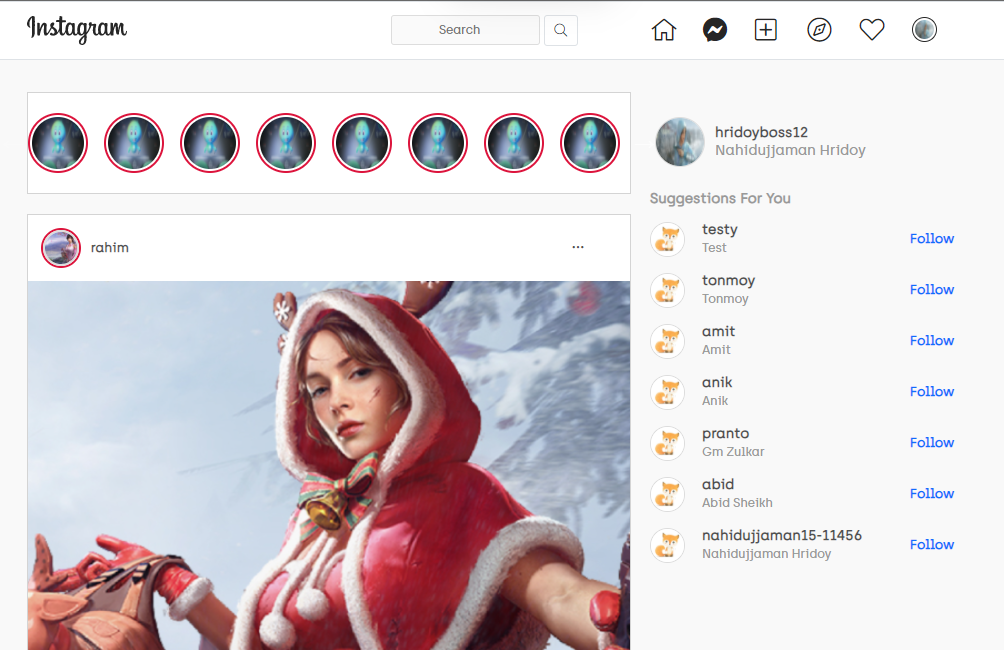 Instagram
Search
rahim
...
hridoyboss12
Nahidujjaman Hridoy
Suggestions For You
testy
Test
Follow
tonmoy
Tonmoy
Follow
amit
Amit
Follow
anik
Anik
Follow
pranto
Gm Zulkar
Follow
abid
Abid Sheikh
Follow
nahidujjaman15-11456
Nahidujjaman Hridoy
Follow